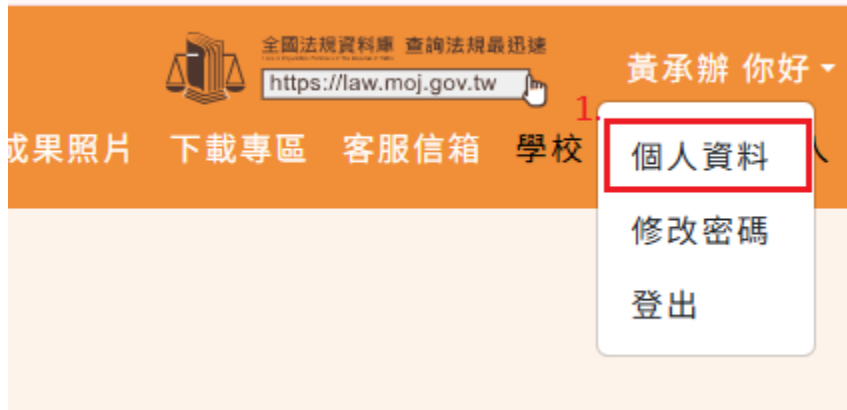 全國法規資料庫 查詢法規最迅速
https://law.moj.gov.tw
黃承辦 你好
成果照片 下載專區 客服信箱 學校
1.
個人資料
修改密碼
登出